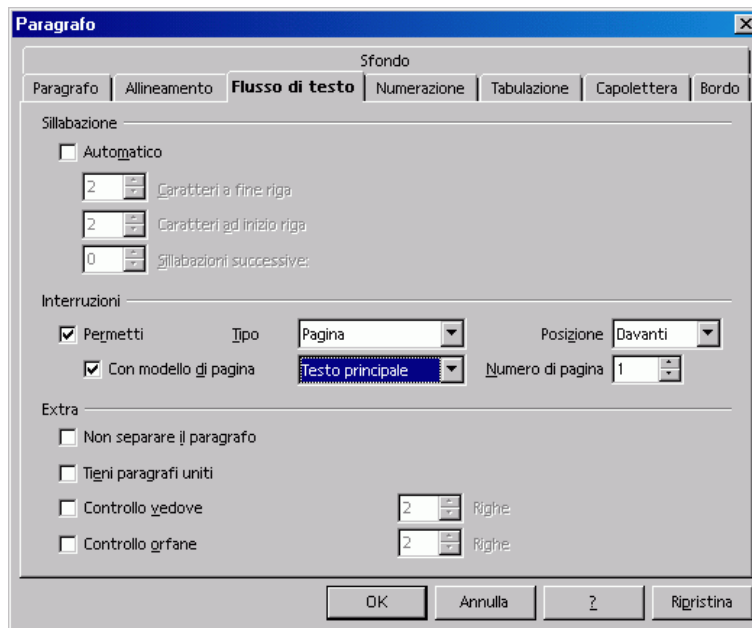 Paragrafo
Sfondo
Paragrafo Allineamento Flusso di testo Numerazione Tabulazione Capolettera Bordo
Sillabazione
Automatico
2 Caratteri a fine riga
2 Caratteri ad inizio riga
0 Sillabazioni successive:
Interruzioni
Permetti Tipo Pagina Posizione Davanti
Con modello di pagina Testo principale Numero di pagina 1
Extra
Non separare il paragrafo
Tieni paragrafi uniti
Controllo vedove 2 Righe
Controllo orfane 2 Righe
OK Annulla ? Ripristina